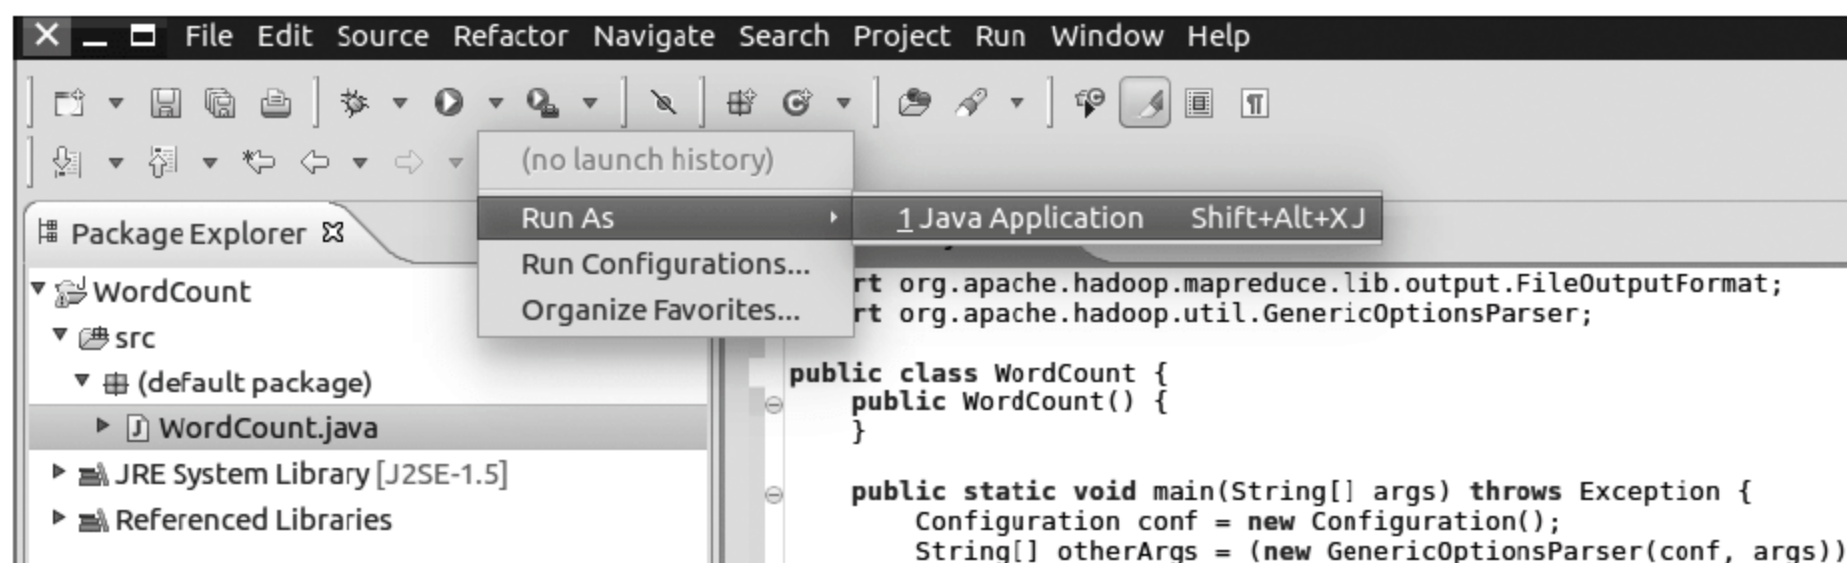 File Edit Source Refactor Navigate Search Project Run Window Help
(no launch history)
Run As
1 Java Application Shift+Alt+X J
Run Configurations...
Organize Favorites...
Package Explorer
WordCount
src
(default package)
WordCount.java
JRE System Library [J2SE-1.5]
Referenced Libraries
rt org.apache.hadoop.mapreduce.lib.output.FileOutputFormat;
rt org.apache.hadoop.util.GenericOptionsParser;
public class WordCount {
public WordCount() {
}
public static void main(String[] args) throws Exception {
Configuration conf = new Configuration();
String[] otherArgs = (new GenericOptionsParser(conf, args))